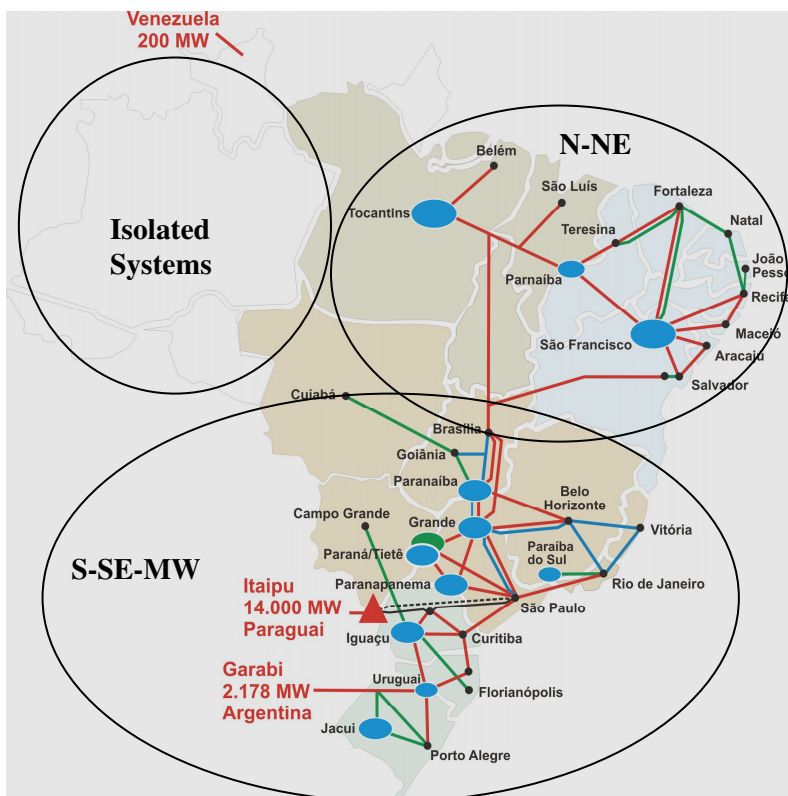 Venezuela
200 MW
N-NE
Belém
São Luís
Fortaleza
Tocantins
Teresina
Natal
Isolated
Systems
João
Pesso
Parnaíba
Recife
São Francisco
Maceió
Aracaju
Salvador
Cuiabá
Brasília
Goiânia
Paranaíba
Belo
Horizonte
Campo Grande
Grande
Vitória
S-SE-MW
Paraná/Tietê
Paraíba
do Sul
Paranapanema
Rio de Janeiro
Itaipu
14.000 MW
Paraguai
São Paulo
Iguaçu
Curitiba
Garabi
2.178 MW
Argentina
Uruguai
Florianópolis
Jacui
Porto Alegre